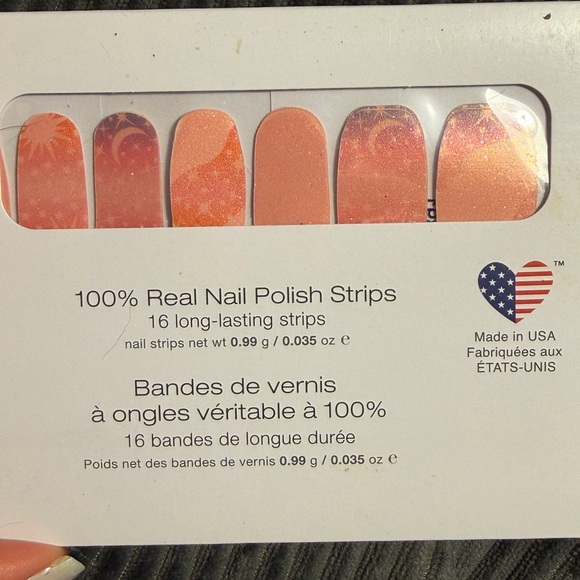 100% Real Nail Polish Strips
16 long-lasting strips
nail strips net wt 0.99 g / 0.035 oz ℮
Bandes de vernis
à ongles véritable à 100%
16 bandes de longue durée
Poids net des bandes de vernis 0.99 g / 0.035 oz ℮
™
Made in USA
Fabriquées aux
ÉTATS-UNIS